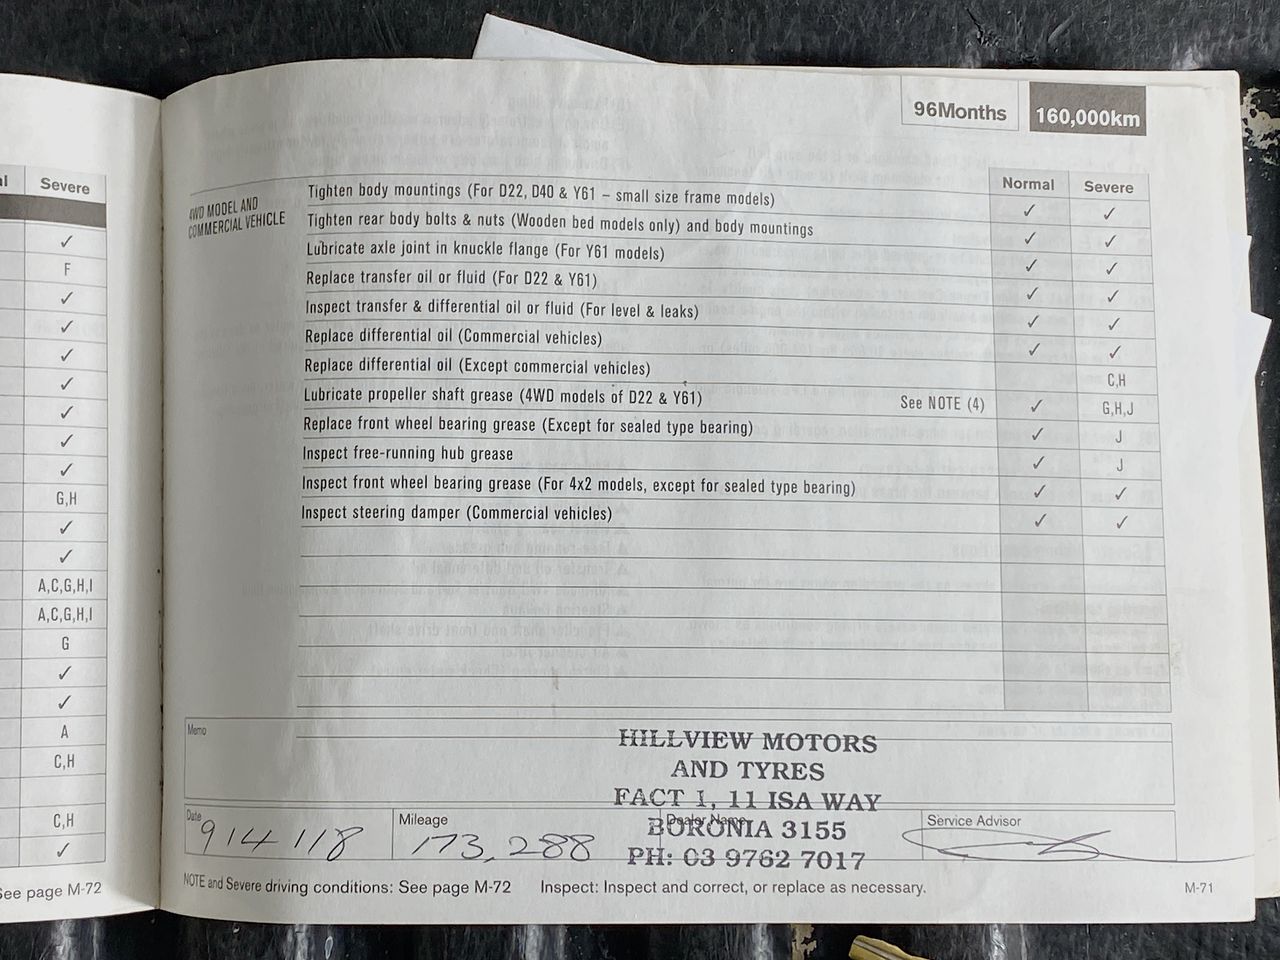 al
Severe
✓
F
✓
✓
✓
✓
✓
✓
✓
G,H
✓
✓
A,C,G,H,I
A,C,G,H,I
G
✓
✓
A
C,H
C,H
✓
See page M-72
96Months 160,000km
Normal Severe
4WD MODEL AND
COMMERCIAL VEHICLE
Tighten body mountings (For D22, D40 & Y61 – small size frame models) ✓ ✓
Tighten rear body bolts & nuts (Wooden bed models only) and body mountings ✓ ✓
Lubricate axle joint in knuckle flange (For Y61 models) ✓ ✓
Replace transfer oil or fluid (For D22 & Y61) ✓ ✓
Inspect transfer & differential oil or fluid (For level & leaks) ✓ ✓
Replace differential oil (Commercial vehicles) ✓ ✓
Replace differential oil (Except commercial vehicles) C,H
Lubricate propeller shaft grease (4WD models of D22 & Y61) See NOTE (4) ✓ G,H,J
Replace front wheel bearing grease (Except for sealed type bearing) ✓ J
Inspect free-running hub grease ✓ J
Inspect front wheel bearing grease (For 4x2 models, except for sealed type bearing) ✓ ✓
Inspect steering damper (Commercial vehicles) ✓ ✓
Memo
HILLVIEW MOTORS
AND TYRES
FACT 1, 11 ISA WAY
BORONIA 3155
PH: 03 9762 7017
Date Mileage Dealer Name Service Advisor
9/4/18 173,288
NOTE and Severe driving conditions: See page M-72 Inspect: Inspect and correct, or replace as necessary. M-71